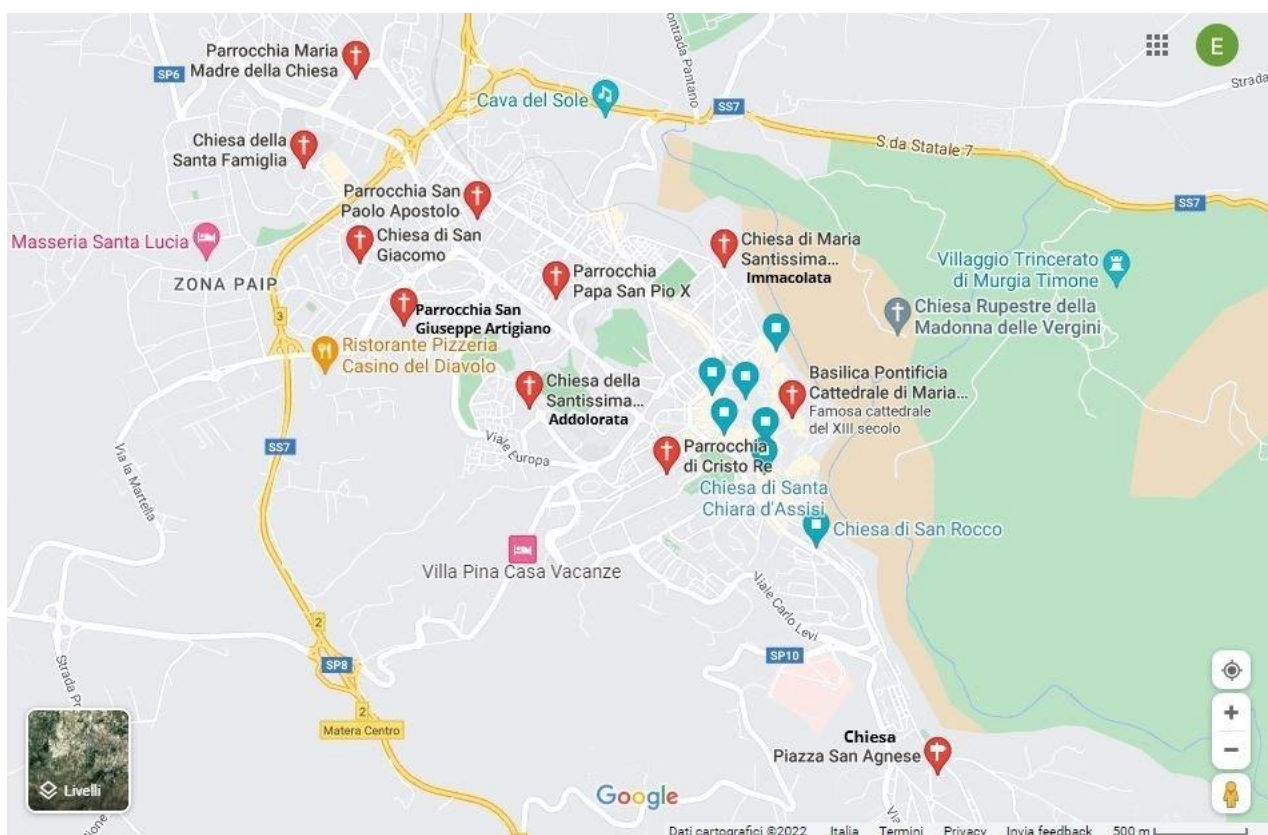 Parrocchia Maria
Madre della Chiesa
SP6
Cava del Sole
Contrada Pantano
SS7
E
Strada
Chiesa della
Santa Famiglia
S.da Statale 7
Parrocchia San
Paolo Apostolo
SS7
Masseria Santa Lucia
Chiesa di San
Giacomo
Chiesa di Maria
Santissima...
Immacolata
Villaggio Trincerato
di Murgia Timone
ZONA PAIP
Parrocchia
Papa San Pio X
Parrocchia San
Giuseppe Artigiano
Chiesa Rupestre della
Madonna delle Vergini
3
Ristorante Pizzeria
Casino del Diavolo
Chiesa della
Santissima...
Addolorata
Basilica Pontificia
Cattedrale di Maria...
Famosa cattedrale
del XIII secolo
SS7
Viale Europa
Via la Martella
Parrocchia
di Cristo Re
Chiesa di Santa
Chiara d'Assisi
Chiesa di San Rocco
Villa Pina Casa Vacanze
Viale Carlo Levi
2
SP8
SP10
2
Matera Centro
Chiesa
Piazza San Agnese
Livelli
Google
Via
Dati cartografici ©2022 Italia Termini Privacy Invia feedback 500 m